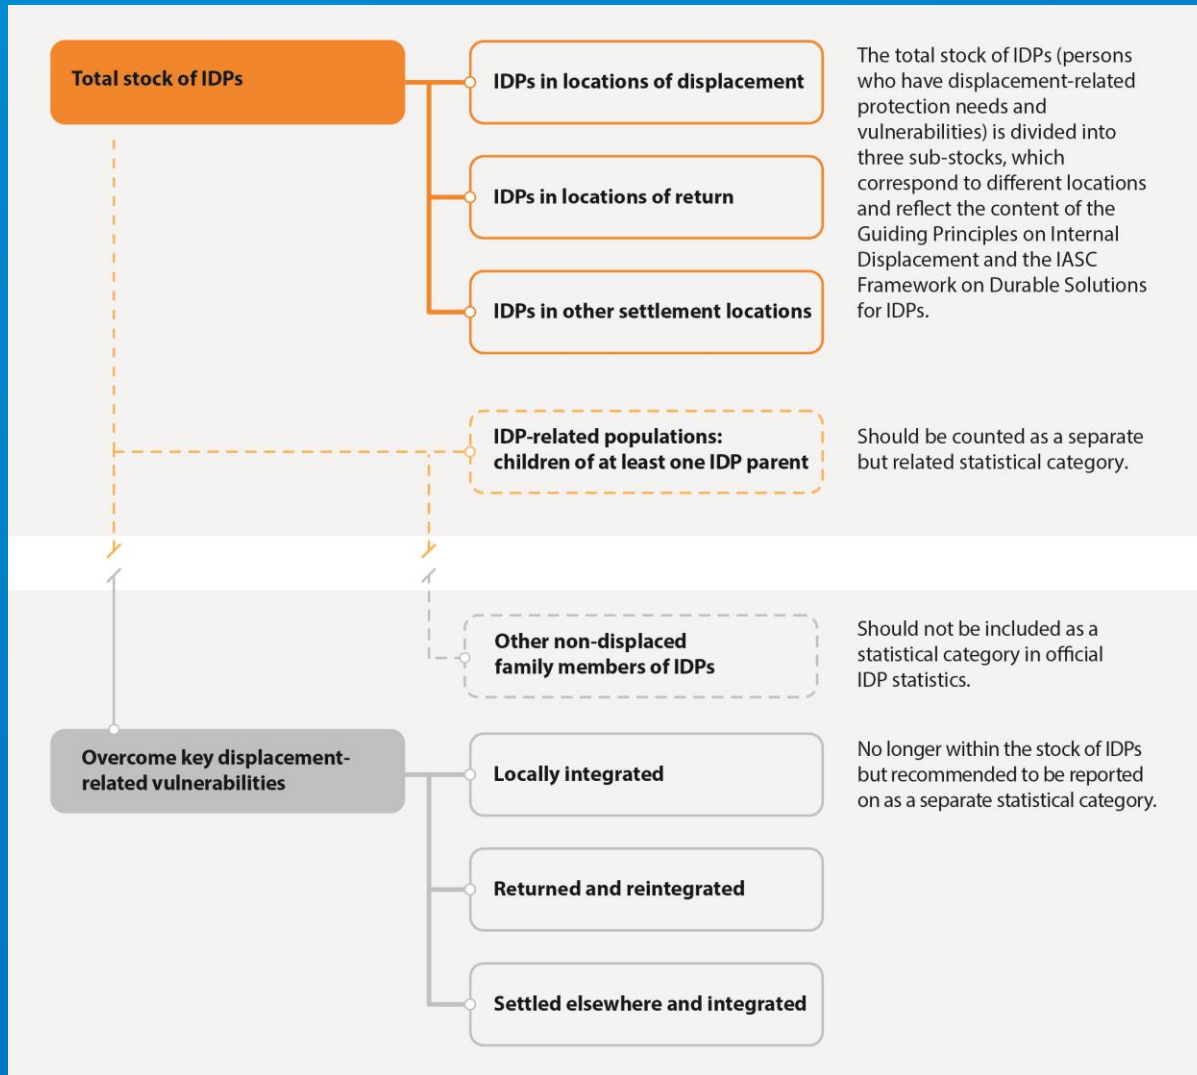 Total stock of IDPs
IDPs in locations of displacement
IDPs in locations of return
IDPs in other settlement locations
The total stock of IDPs (persons
who have displacement-related
protection needs and
vulnerabilities) is divided into
three sub-stocks, which
correspond to different locations
and reflect the content of the
Guiding Principles on Internal
Displacement and the IASC
Framework on Durable Solutions
for IDPs.
IDP-related populations:
children of at least one IDP parent
Should be counted as a separate
but related statistical category.
Other non-displaced
family members of IDPs
Should not be included as a
statistical category in official
IDP statistics.
Overcome key displacement-
related vulnerabilities
Locally integrated
Returned and reintegrated
Settled elsewhere and integrated
No longer within the stock of IDPs
but recommended to be reported
on as a separate statistical category.